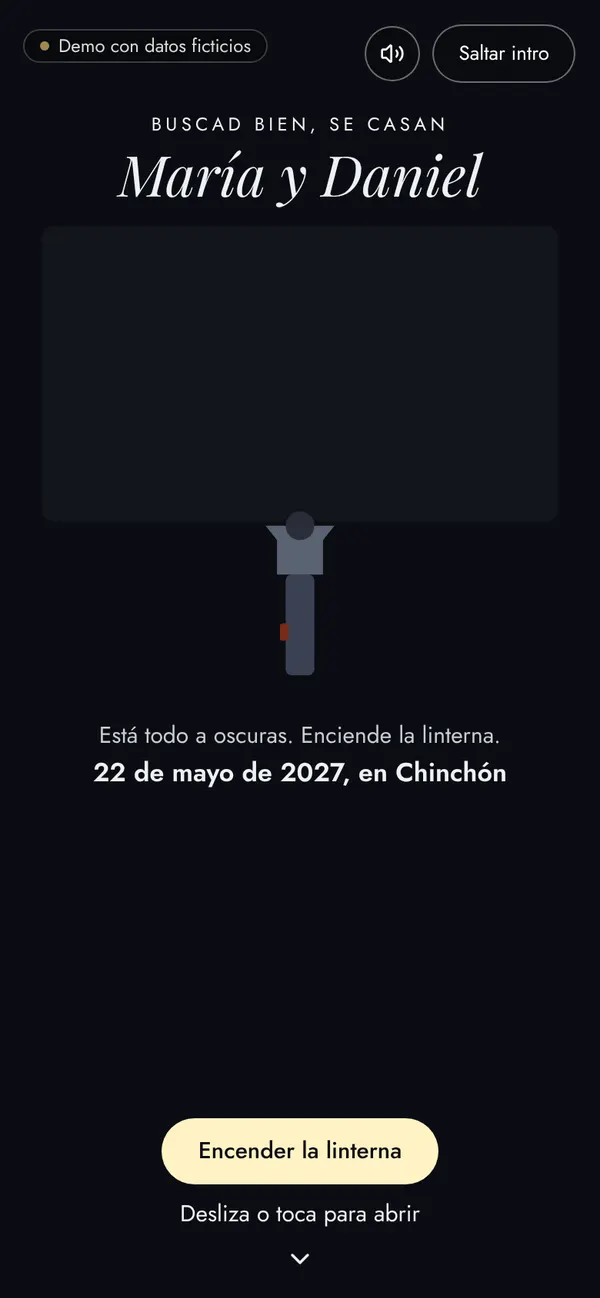 Demo con datos ficticios
Saltar intro
BUSCAD BIEN, SE CASAN
María y Daniel
Está todo a oscuras. Enciende la linterna.
22 de mayo de 2027, en Chinchón
Encender la linterna
Desliza o toca para abrir